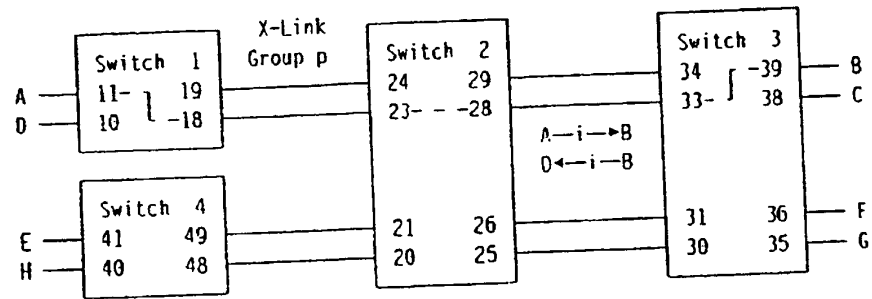 X-Link
Group p
Switch 1
A 11- 19
D 10 -18
Switch 2
24 29
23- - -28
21 26
20 25
Switch 3
34 -39 B
33- 38 C
31 36 F
30 35 G
A—i—►B
D◄—i—B
Switch 4
E 41 49
H 40 48